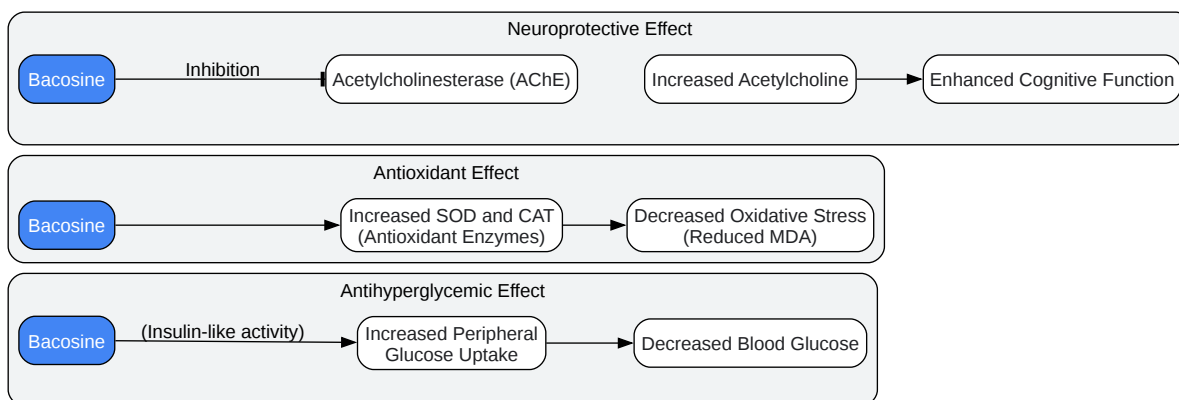 Neuroprotective Effect
Bacosine
Inhibition
Acetylcholinesterase (AChE)
Increased Acetylcholine
Enhanced Cognitive Function
Antioxidant Effect
Bacosine
Increased SOD and CAT
(Antioxidant Enzymes)
Decreased Oxidative Stress
(Reduced MDA)
Antihyperglycemic Effect
Bacosine
(Insulin-like activity)
Increased Peripheral
Glucose Uptake
Decreased Blood Glucose